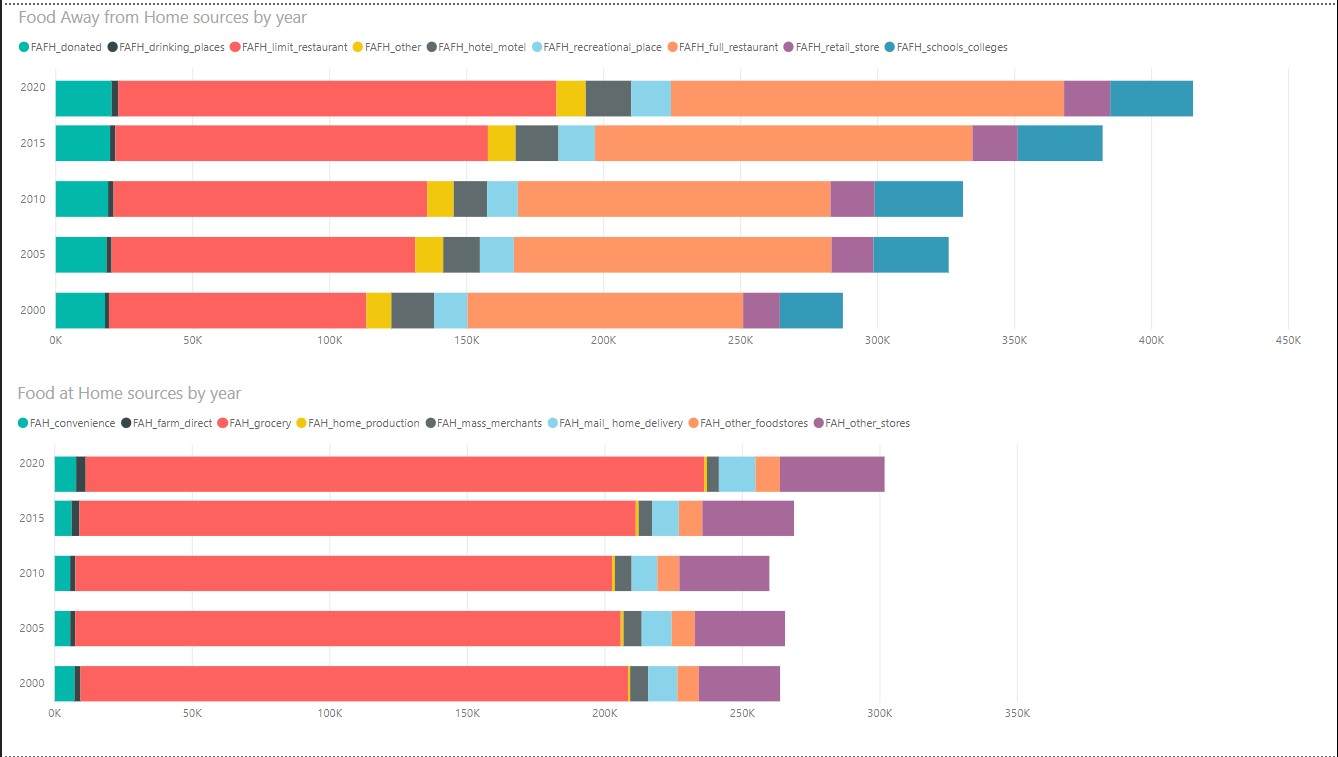 Food Away from Home sources by year
FAFH_donated FAFH_drinking_places FAFH_limit_restaurant FAFH_other FAFH_hotel_motel FAFH_recreational_place FAFH_full_restaurant FAFH_retail_store FAFH_schools_colleges
2020
2015
2010
2005
2000
0K 50K 100K 150K 200K 250K 300K 350K 400K 450K
Food at Home sources by year
FAH_convenience FAH_farm_direct FAH_grocery FAH_home_production FAH_mass_merchants FAH_mail_ home_delivery FAH_other_foodstores FAH_other_stores
2020
2015
2010
2005
2000
0K 50K 100K 150K 200K 250K 300K 350K